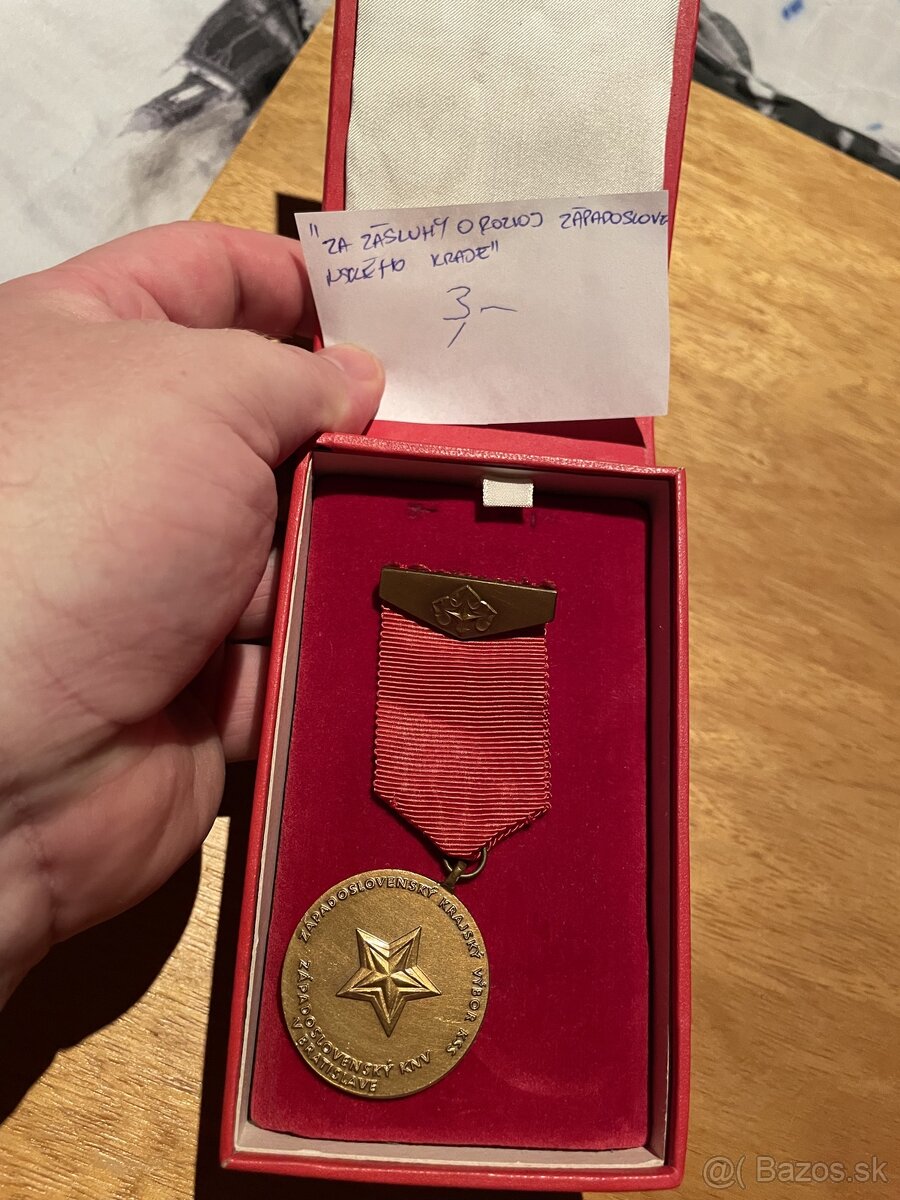 "ZA ZÁSLUHY O ROZVOJ ZÁPADOSLOVE
NSKÉHO KRAJE"
3,-
ZÁPADOSLOVENSKÝ KRAJSKÝ VÝBOR KSS
ZÁPADOSLOVENSKÝ KNV
V BRATISLAVE
@( Bazos.sk